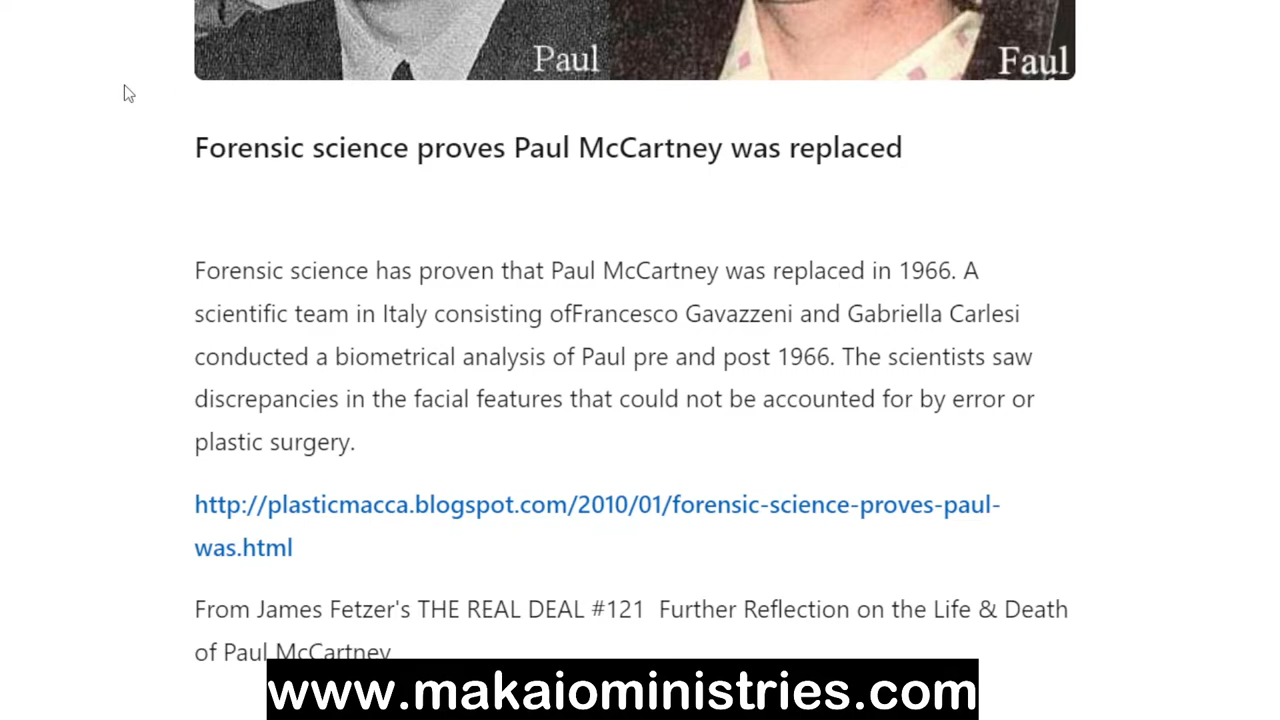 Paul
Faul
Forensic science proves Paul McCartney was replaced
Forensic science has proven that Paul McCartney was replaced in 1966. A
scientific team in Italy consisting ofFrancesco Gavazzeni and Gabriella Carlesi
conducted a biometrical analysis of Paul pre and post 1966. The scientists saw
discrepancies in the facial features that could not be accounted for by error or
plastic surgery.
http://plasticmacca.blogspot.com/2010/01/forensic-science-proves-paul-
was.html
From James Fetzer's THE REAL DEAL #121  Further Reflection on the Life & Death
of Paul McCartney
www.makaioministries.com